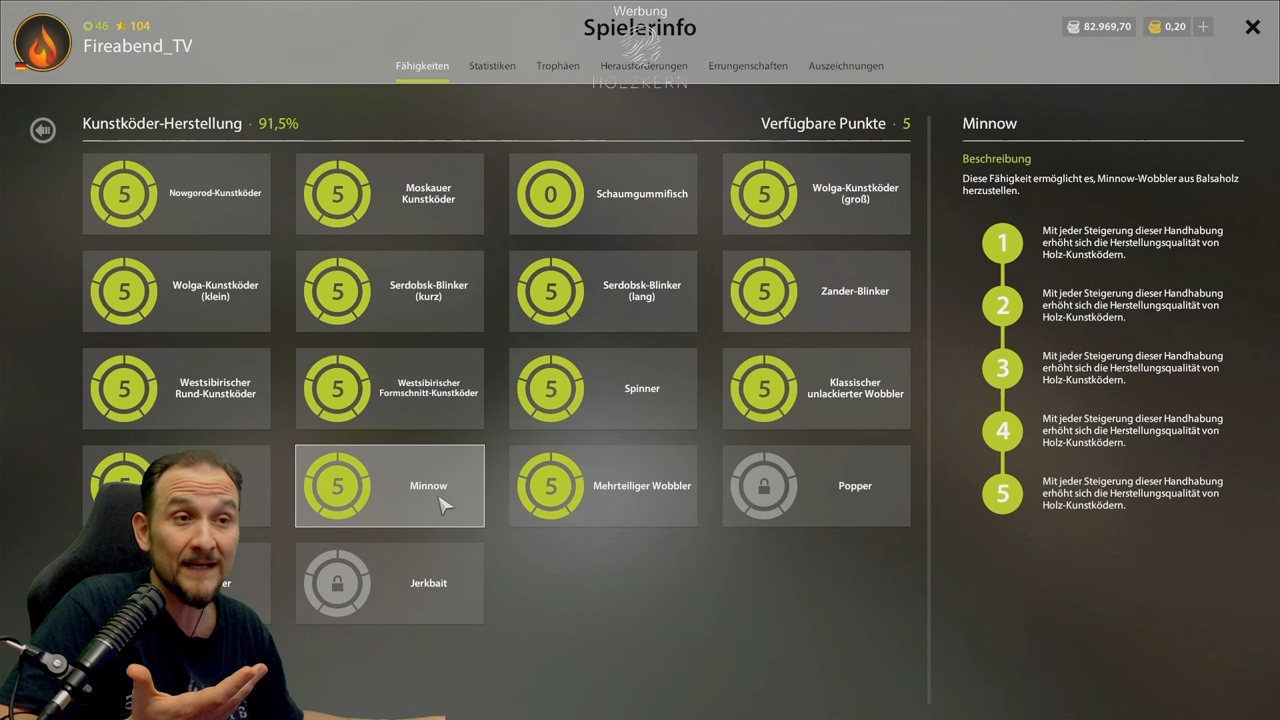 46 104
Fireabend_TV
Werbung
Spielerinfo
HOLZKERN
82.969,70
0,20
Fähigkeiten Statistiken Trophäen Herausforderungen Errungenschaften Auszeichnungen
Kunstköder-Herstellung · 91,5%
Verfügbare Punkte · 5
5 Nowgorod-Kunstköder
5 Moskauer
Kunstköder
0 Schaumgummifisch
5 Wolga-Kunstköder
(groß)
5 Wolga-Kunstköder
(klein)
5 Serdobsk-Blinker
(kurz)
5 Serdobsk-Blinker
(lang)
5 Zander-Blinker
5 Westsibirischer
Rund-Kunstköder
5 Westsibirischer
Formschnitt-Kunstköder
5 Spinner
5 Klassischer
unlackierter Wobbler
5 Minnow
5 Mehrteiliger Wobbler
Popper
er
Jerkbait
Minnow
Beschreibung
Diese Fähigkeit ermöglicht es, Minnow-Wobbler aus Balsaholz
herzustellen.
1 Mit jeder Steigerung dieser Handhabung
erhöht sich die Herstellungsqualität von
Holz-Kunstködern.
2 Mit jeder Steigerung dieser Handhabung
erhöht sich die Herstellungsqualität von
Holz-Kunstködern.
3 Mit jeder Steigerung dieser Handhabung
erhöht sich die Herstellungsqualität von
Holz-Kunstködern.
4 Mit jeder Steigerung dieser Handhabung
erhöht sich die Herstellungsqualität von
Holz-Kunstködern.
5 Mit jeder Steigerung dieser Handhabung
erhöht sich die Herstellungsqualität von
Holz-Kunstködern.